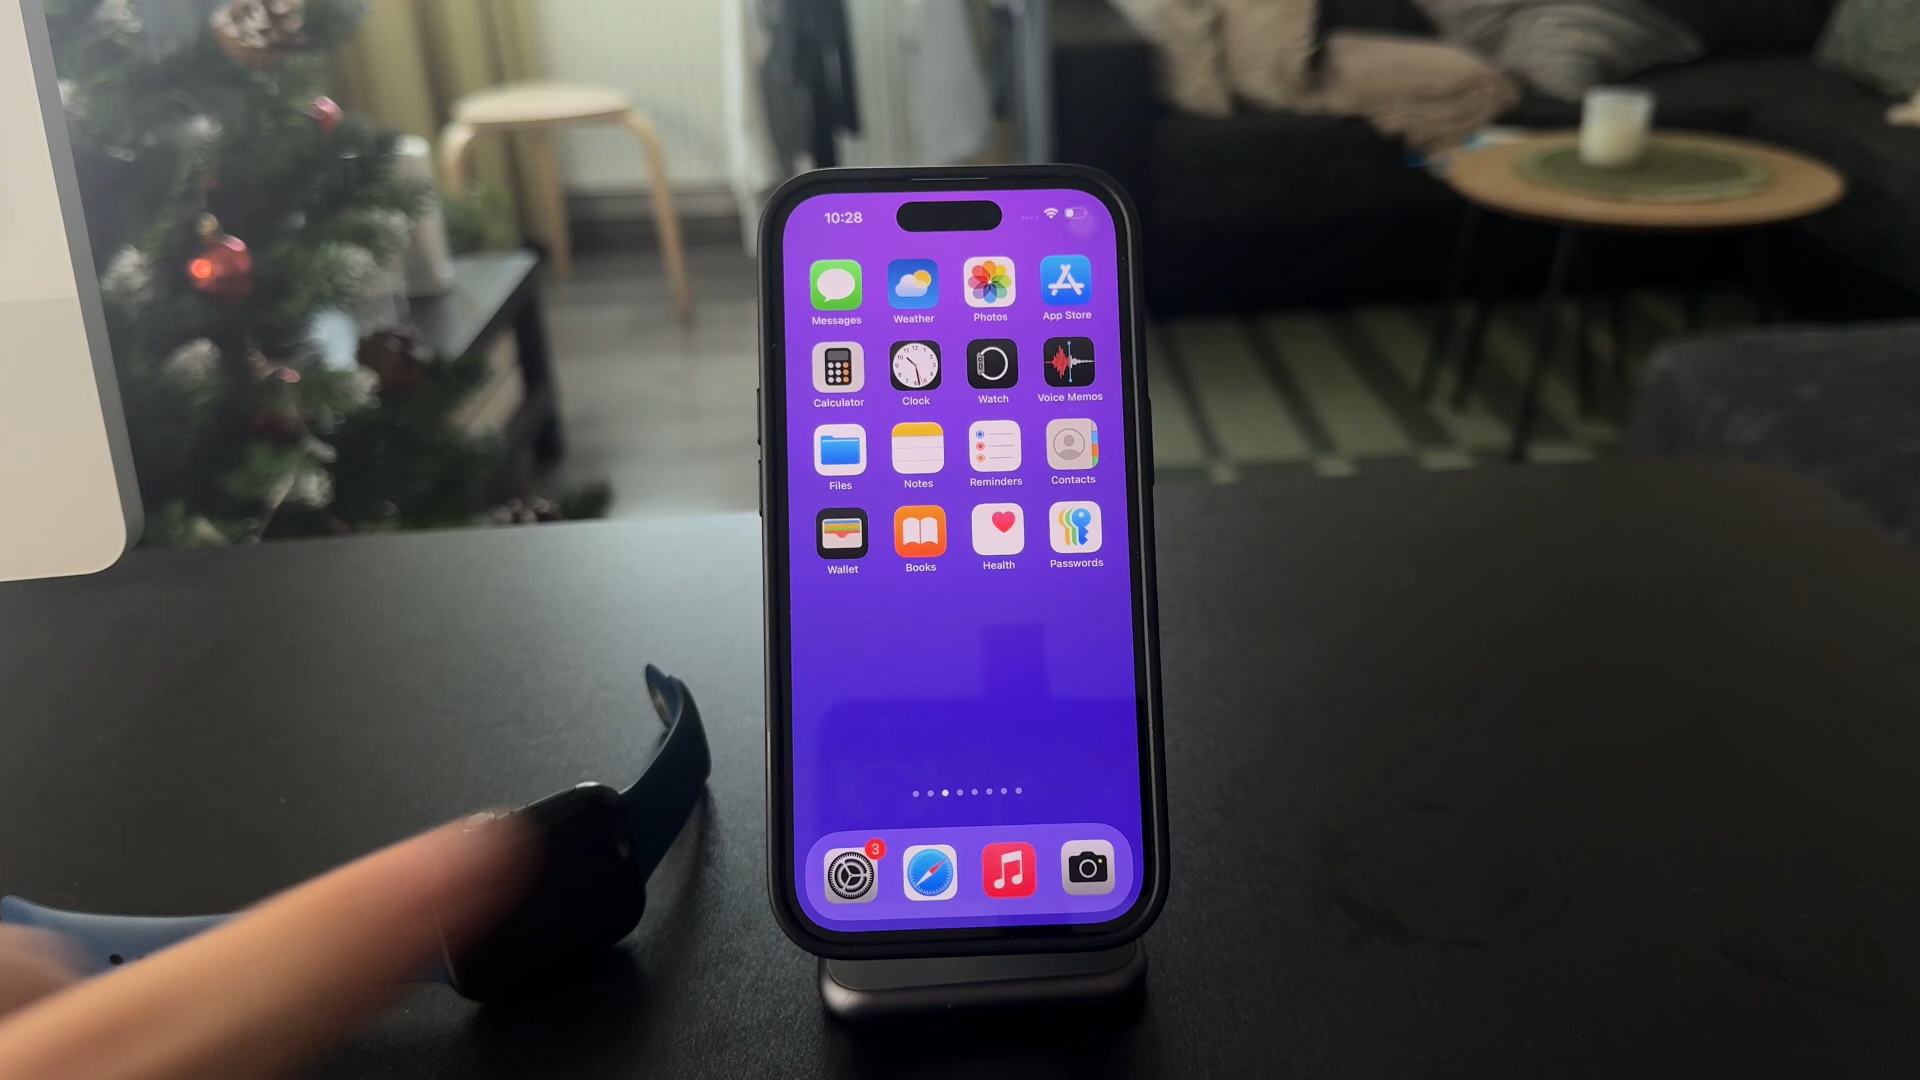 10:28
Messages Weather Photos App Store
Calculator Clock Watch Voice Memos
Files Notes Reminders Contacts
Wallet Books Health Passwords
3